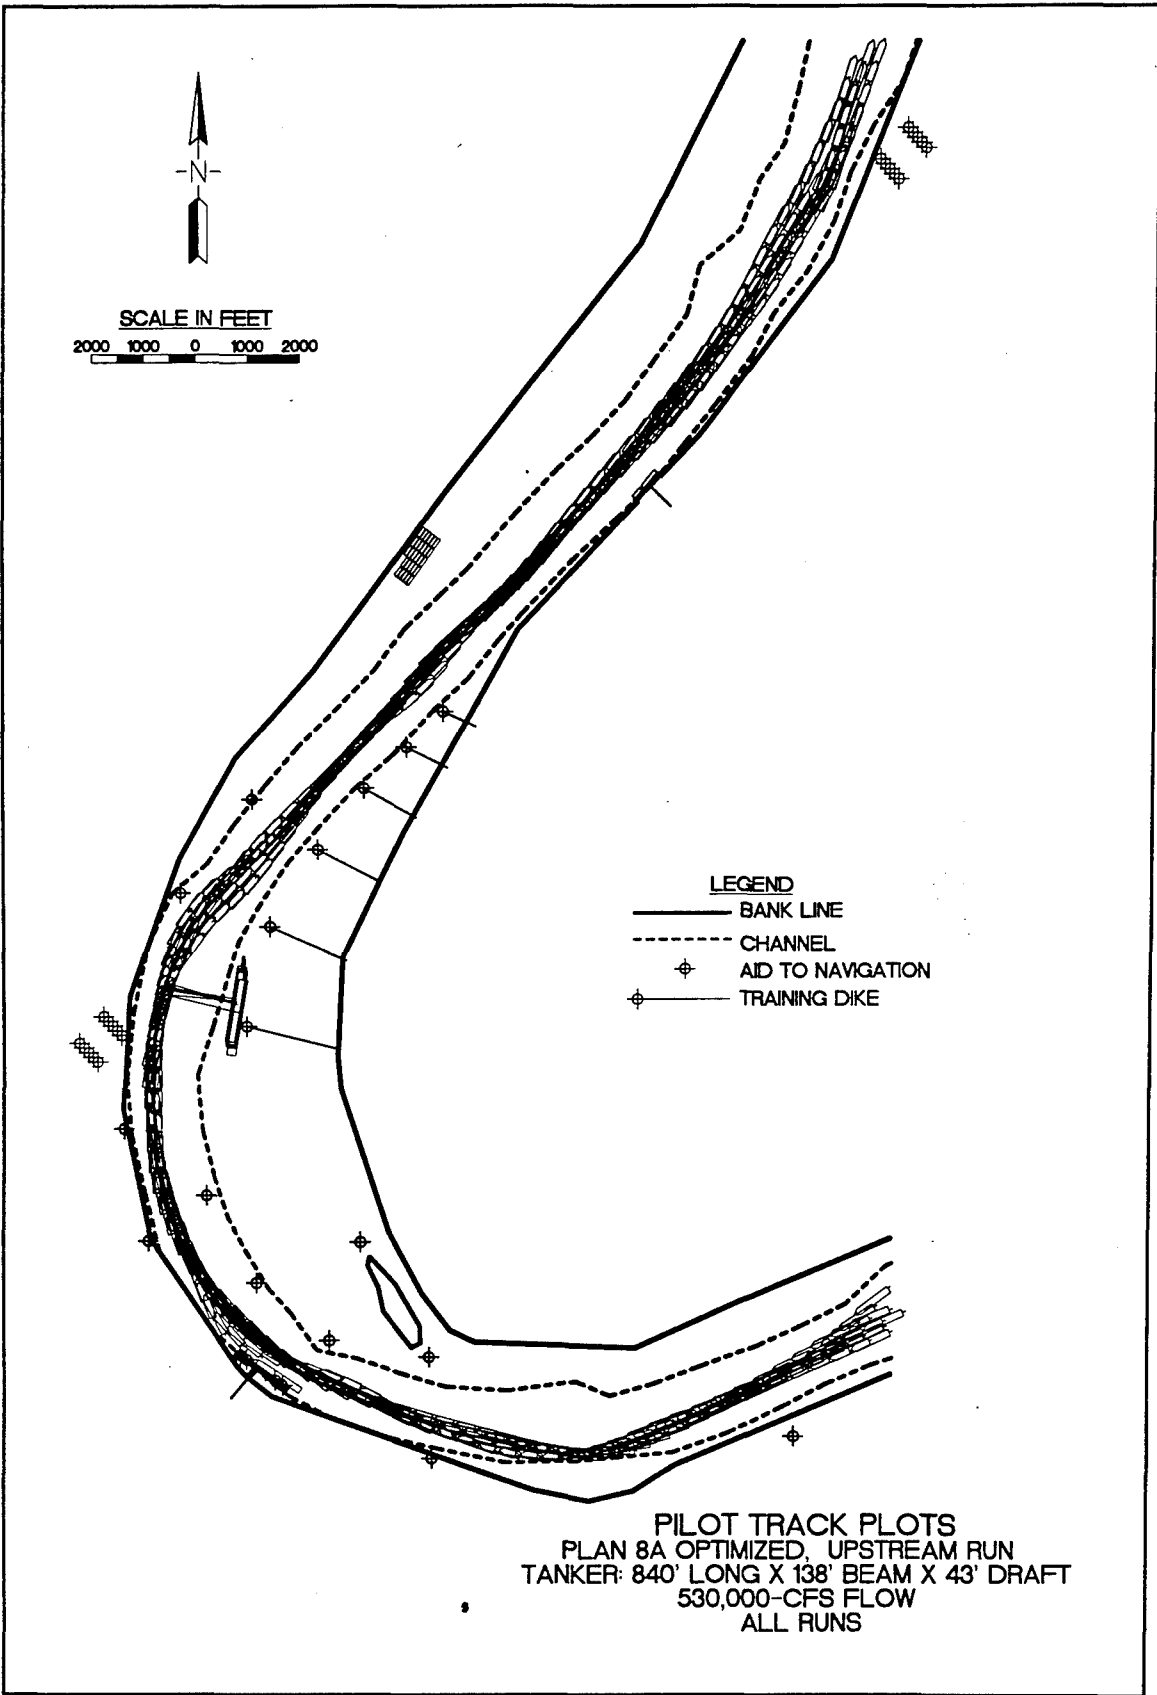 -N-
SCALE IN FEET
2000 1000 0 1000 2000
LEGEND
BANK LINE
CHANNEL
AID TO NAVIGATION
TRAINING DIKE
PILOT TRACK PLOTS
PLAN 8A OPTIMIZED, UPSTREAM RUN
TANKER: 840' LONG X 138' BEAM X 43' DRAFT
530,000-CFS FLOW
ALL RUNS